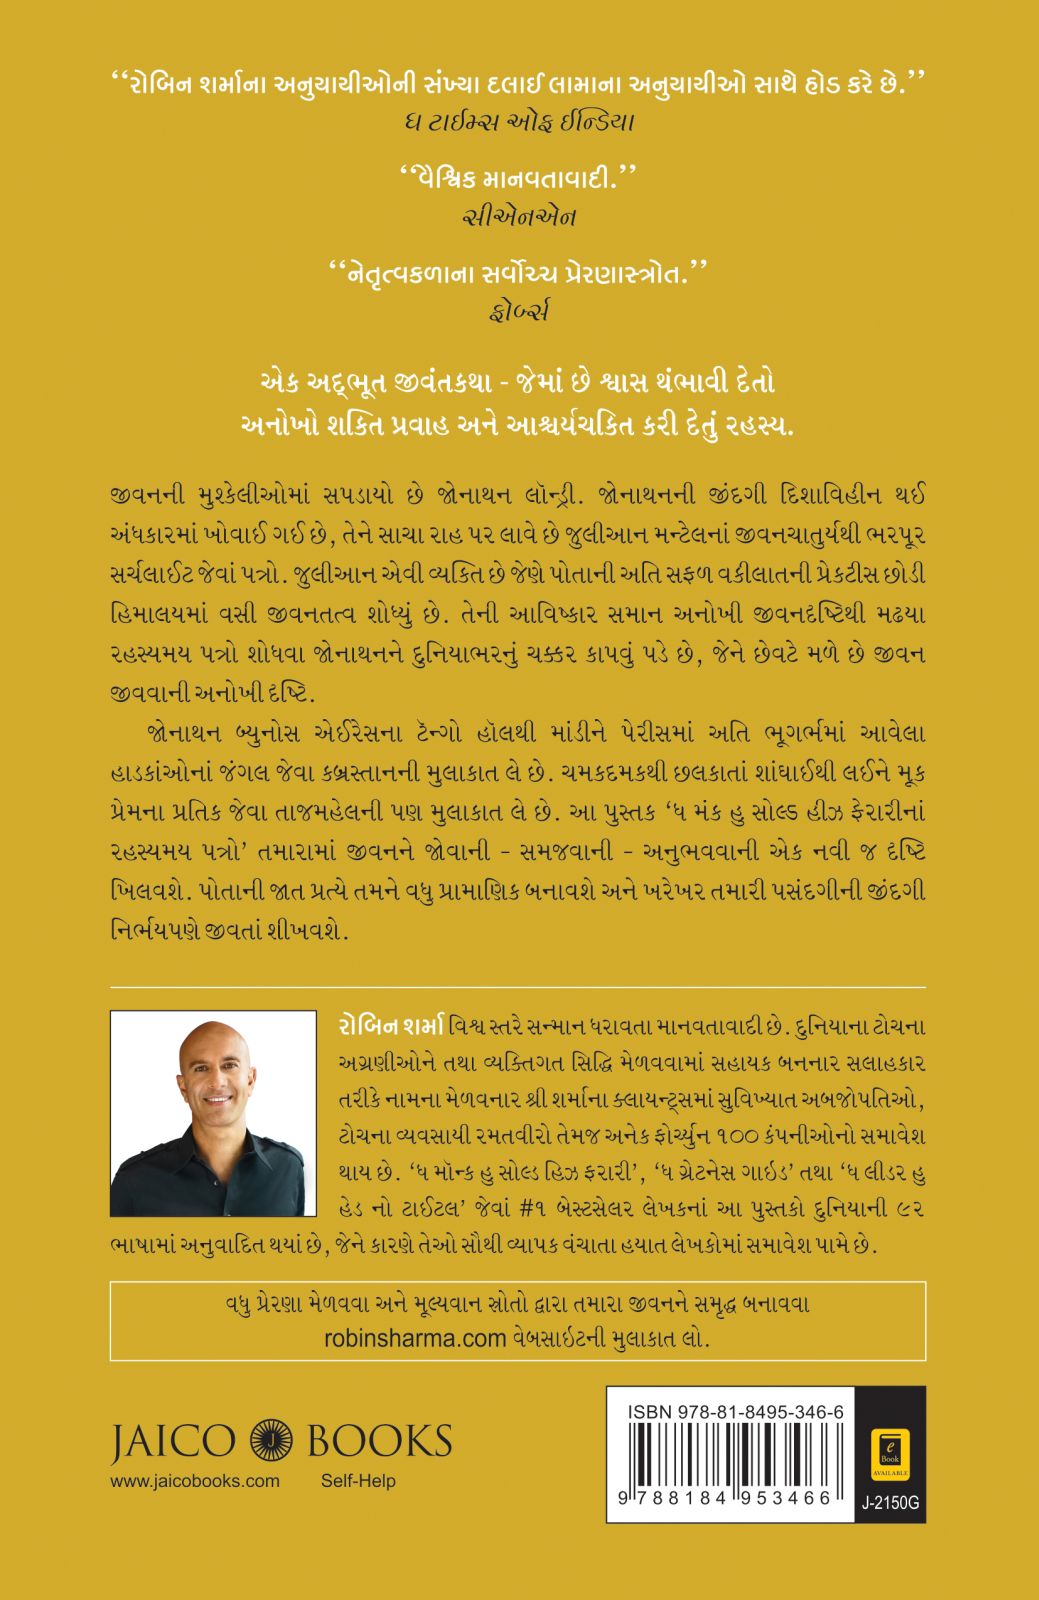 ‘‘રોબિન શર્માના અનુયાયીઓની સંખ્યા દલાઈ લામાના અનુયાયીઓ સાથે હોડ કરે છે.’’
ધ ટાઈમ્સ ઓફ ઈન્ડિયા
‘‘વૈશ્વિક માનવતાવાદી.’’
સીએનએન
‘‘નેતૃત્વકળાના સર્વોચ્ચ પ્રેરણાસ્ત્રોત.’’
ફોર્બ્સ
એક અદ્ભૂત જીવંતકથા - જેમાં છે શ્વાસ થંભાવી દેતો
અનોખો શક્તિ પ્રવાહ અને આશ્ચર્યચકિત કરી દેતું રહસ્ય.
જીવનની મુશ્કેલીઓમાં સપડાયો છે જોનાથન લૉન્ડ્રી. જોનાથનની જીંદગી દિશાવિહીન થઈ
અંધકારમાં ખોવાઈ ગઈ છે, તેને સાચા રાહ પર લાવે છે જુલીઆન મન્ટેલનાં જીવનચાતુર્યથી ભરપૂર
સર્ચલાઈટ જેવાં પત્રો. જુલીઆન એવી વ્યક્તિ છે જેણે પોતાની અતિ સફળ વકીલાતની પ્રેકટીસ છોડી
હિમાલયમાં વસી જીવનતત્વ શોધ્યું છે. તેની આવિષ્કાર સમાન અનોખી જીવનદૃષ્ટિથી મઢયા
રહસ્યમય પત્રો શોધવા જોનાથનને દુનિયાભરનું ચક્કર કાપવું પડે છે, જેને છેવટે મળે છે જીવન
જીવવાની અનોખી દૃષ્ટિ.
જોનાથન બ્યુનોસ એઈરેસના ટૅન્ગો હૉલથી માંડીને પેરીસમાં અતિ ભૂગર્ભમાં આવેલા
હાડકાંઓનાં જંગલ જેવા કબ્રસ્તાનની મુલાકાત લે છે. ચમકદમકથી છલકાતાં શાંઘાઈથી લઈને મૂક
પ્રેમના પ્રતિક જેવા તાજમહેલની પણ મુલાકાત લે છે. આ પુસ્તક ‘ધ મંક હુ સોલ્ડ હીઝ ફેરારીનાં
રહસ્યમય પત્રો’ તમારામાં જીવનને જોવાની - સમજવાની - અનુભવવાની એક નવી જ દૃષ્ટિ
ખિલવશે. પોતાની જાત પ્રત્યે તમને વધુ પ્રામાણિક બનાવશે અને ખરેખર તમારી પસંદગીની જીંદગી
નિર્ભયપણે જીવતાં શીખવશે.
રોબિન શર્મા વિશ્વ સ્તરે સન્માન ધરાવતા માનવતાવાદી છે. દુનિયાના ટોચના
અગ્રણીઓને તથા વ્યક્તિગત સિદ્ધિ મેળવવામાં સહાયક બનનાર સલાહકાર
તરીકે નામના મેળવનાર શ્રી શર્માના ક્લાયન્ટ્સમાં સુવિખ્યાત અબજોપતિઓ,
ટોચના વ્યવસાયી રમતવીરો તેમજ અનેક ફોર્ચ્યુન ૧૦૦ કંપનીઓનો સમાવેશ
થાય છે. ‘ધ મૉન્ક હુ સોલ્ડ હિઝ ફરારી’, ‘ધ ગ્રેટનેસ ગાઇડ’ તથા ‘ધ લીડર હુ
હેડ નો ટાઈટલ’ જેવાં #૧ બેસ્ટસેલર લેખકનાં આ પુસ્તકો દુનિયાની ૯૨
ભાષામાં અનુવાદિત થયાં છે, જેને કારણે તેઓ સૌથી વ્યાપક વંચાતા હયાત લેખકોમાં સમાવેશ પામે છે.
વધુ પ્રેરણા મેળવવા અને મૂલ્યવાન સ્રોતો દ્વારા તમારા જીવનને સમૃદ્ધ બનાવવા
robinsharma.com વેબસાઇટની મુલાકાત લો.
JAICO J BOOKS
www.jaicobooks.com Self-Help
ISBN 978-81-8495-346-6
9 788184 953466
e
Book
AVAILABLE
J-2150G